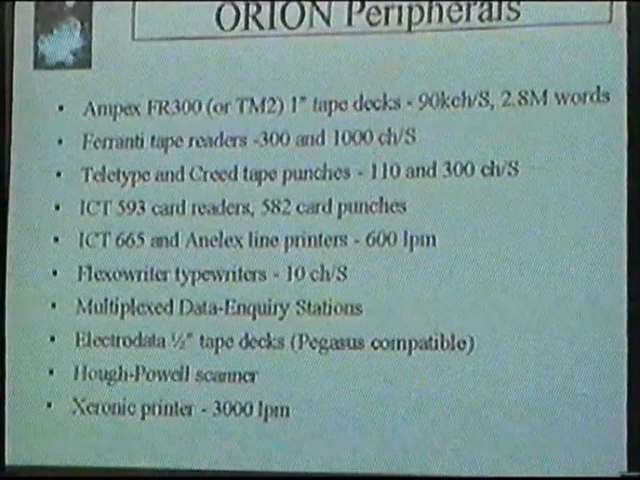 ORION Peripherals
• Ampex FR300 (or TM2) 1" tape decks - 90kch/S, 2.8M words
• Ferranti tape readers -300 and 1000 ch/S
• Teletype and Creed tape punches - 110 and 300 ch/S
• ICT 593 card readers, 582 card punches
• ICT 665 and Anelex line printers - 600 lpm
• Flexowriter typewriters - 10 ch/S
• Multiplexed Data-Enquiry Stations
• Electrodata ½" tape decks (Pegasus compatible)
• Hough-Powell scanner
• Xeronic printer - 3000 lpm